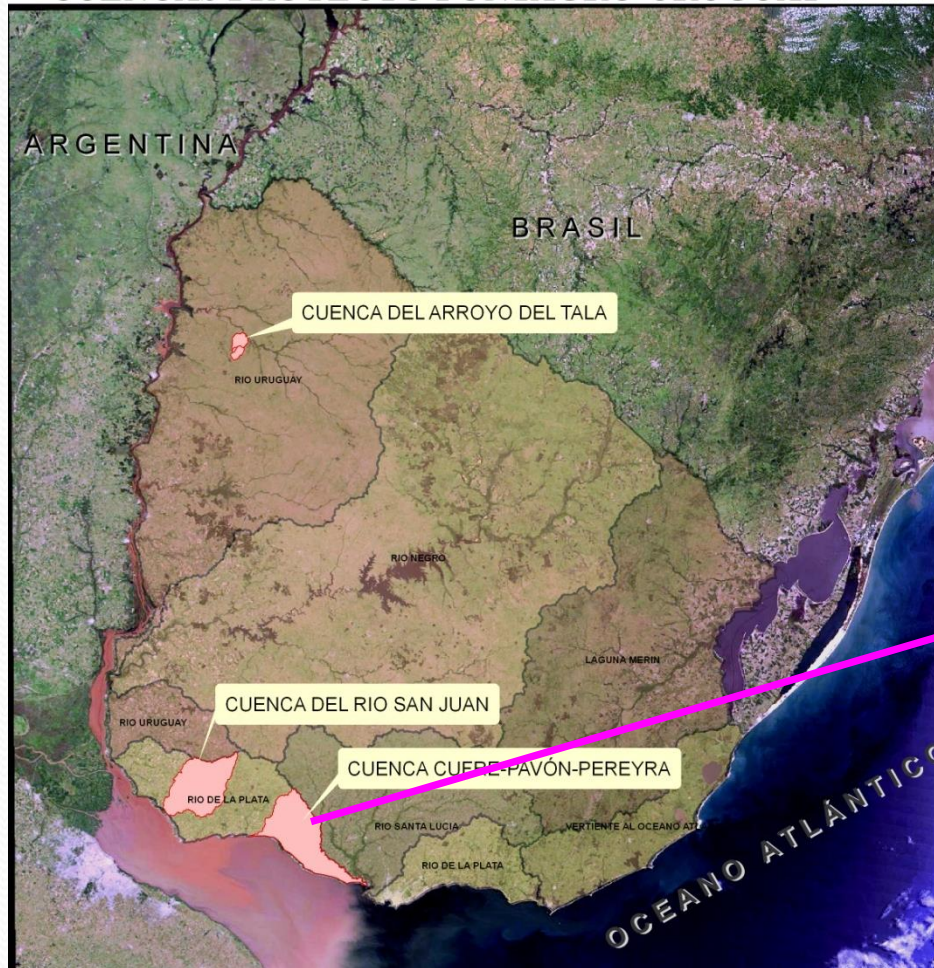 ARGENTINA
BRASIL
CUENCA DEL ARROYO DEL TALA
RIO URUGUAY
RIO NEGRO
LAGUNA MERIN
CUENCA DEL RIO SAN JUAN
RIO URUGUAY
CUENCA CUFRE-PAVÓN-PEREYRA
RIO DE LA PLATA
RIO SANTA LUCIA
VERTIENTE AL OCEANO
RIO DE LA PLATA
OCEANO ATLÁNTICO